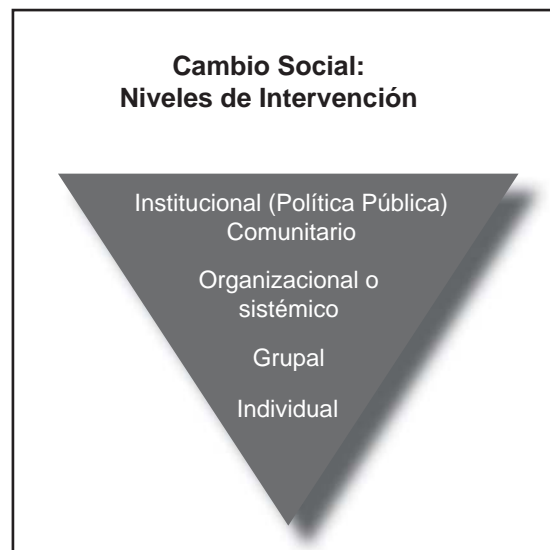 Cambio Social:
Niveles de Intervención
Institucional (Política Pública)
Comunitario
Organizacional o
sistémico
Grupal
Individual